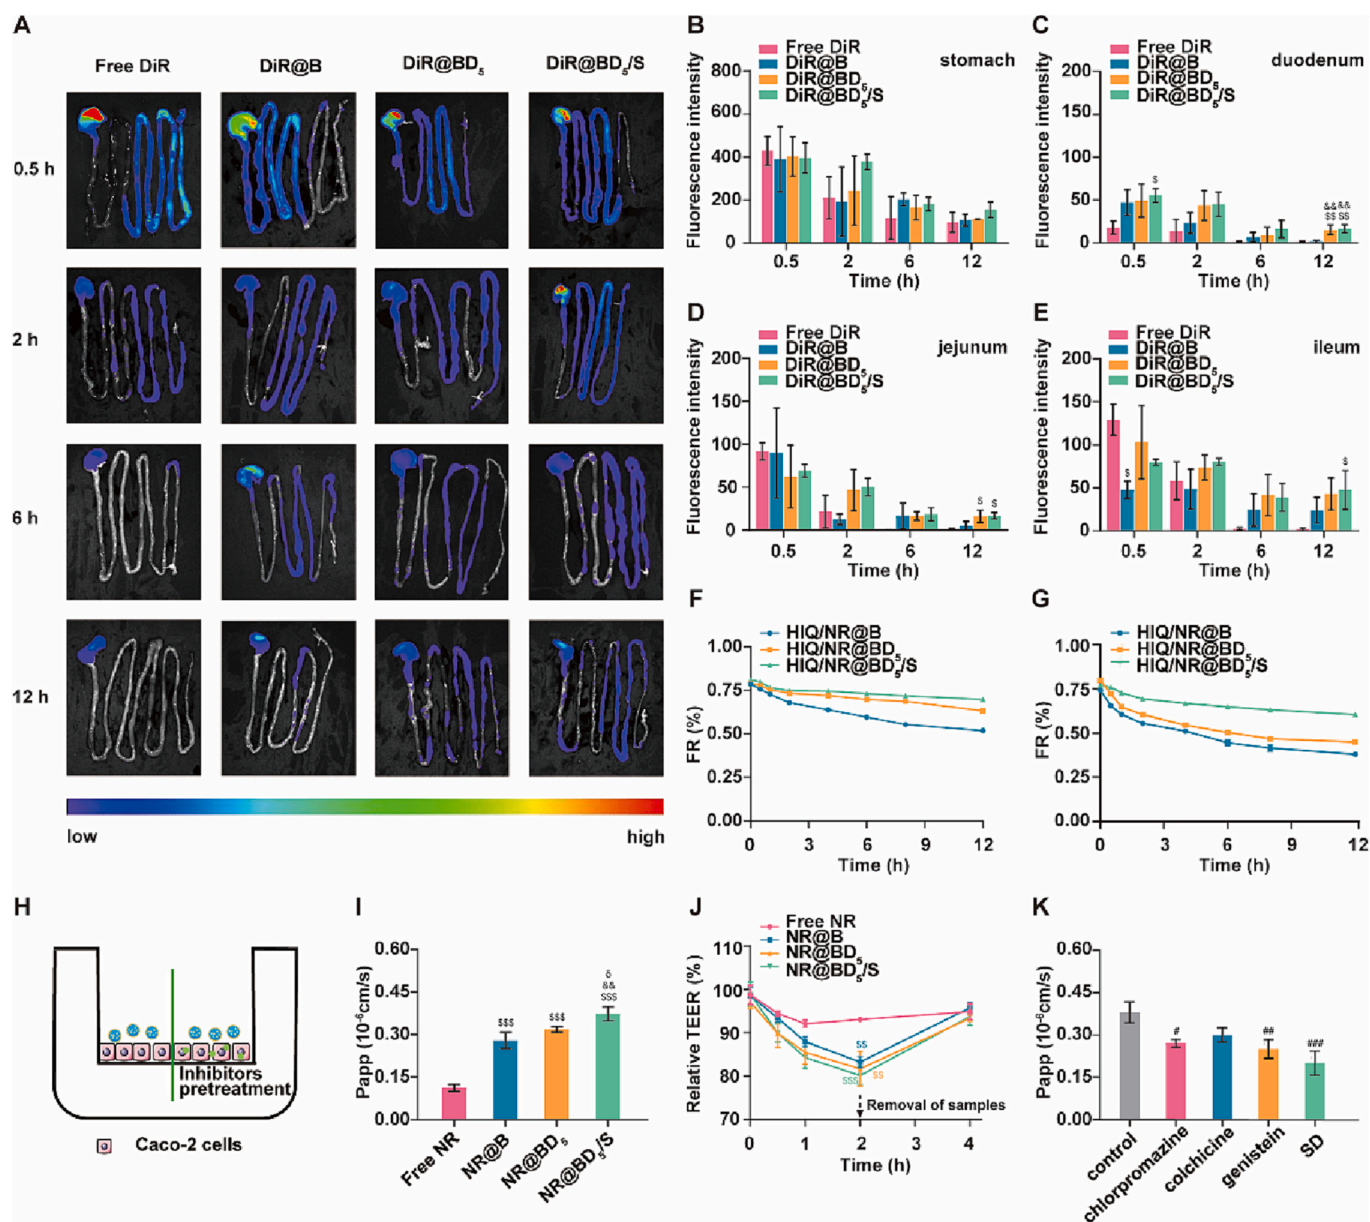 A
Free DiR
DiR@B
DiR@BD5
DiR@BD5/S
0.5 h
2 h
6 h
12 h
low
high
B
Free DiR
DiR@B
DiR@BD5
DiR@BD5/S
stomach
Fluorescence intensity
800
600
400
200
0
0.5 2 6 12
Time (h)
C
Free DiR
DiR@B
DiR@BD5
DiR@BD5/S
duodenum
Fluorescence intensity
200
150
100
50
0
$
&&&&
$$ $$
0.5 2 6 12
Time (h)
D
Free DiR
DiR@B
DiR@BD5
DiR@BD5/S
jejunum
Fluorescence intensity
200
150
100
50
0
$ $
0.5 2 6 12
Time (h)
E
Free DiR
DiR@B
DiR@BD5
DiR@BD5/S
ileum
Fluorescence intensity
200
150
100
50
0
$
$
0.5 2 6 12
Time (h)
F
HIQ/NR@B
HIQ/NR@BD5
HIQ/NR@BD5/S
FR (%)
1.00
0.75
0.50
0.25
0.00
0 3 6 9 12
Time (h)
G
HIQ/NR@B
HIQ/NR@BD5
HIQ/NR@BD5/S
FR (%)
1.00
0.75
0.50
0.25
0.00
0 3 6 9 12
Time (h)
H
Inhibitors
pretreatment
Caco-2 cells
I
Papp (10-6cm/s)
0.60
0.45
0.30
0.15
0.00
$$$
$$$
δ
&&
$$$
Free NR
NR@B
NR@BD5
NR@BD5/S
J
Free NR
NR@B
NR@BD5
NR@BD5/S
Relative TEER (%)
110
100
90
80
70
$$
$$$
$$
Removal of samples
0 1 2 3 4
Time (h)
K
Papp (10-6cm/s)
0.60
0.45
0.30
0.15
0.00
#
##
###
control
chlorpromazine
colchicine
genistein
SD